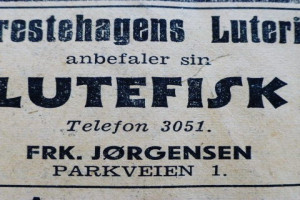 restehagens Luteri
anbefaler sin
LUTEFISK
Telefon 3051.
FRK. JØRGENSEN
PARKVEIEN 1.